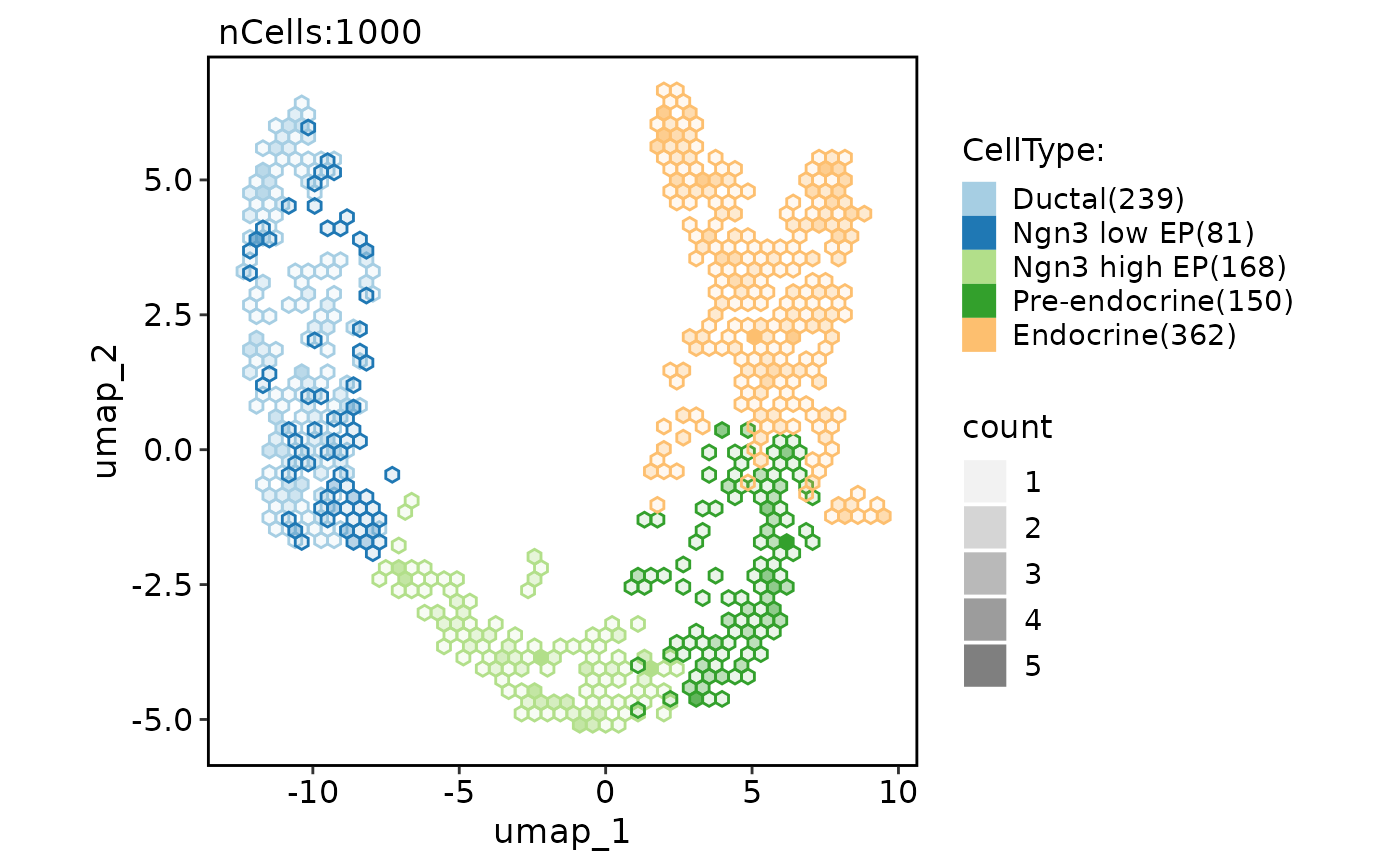 nCells:1000
5.0
2.5
0.0
-2.5
-5.0
umap_2
-10
-5
0
5
10
umap_1
CellType:
Ductal(239)
Ngn3 low EP(81)
Ngn3 high EP(168)
Pre-endocrine(150)
Endocrine(362)
count
1
2
3
4
5